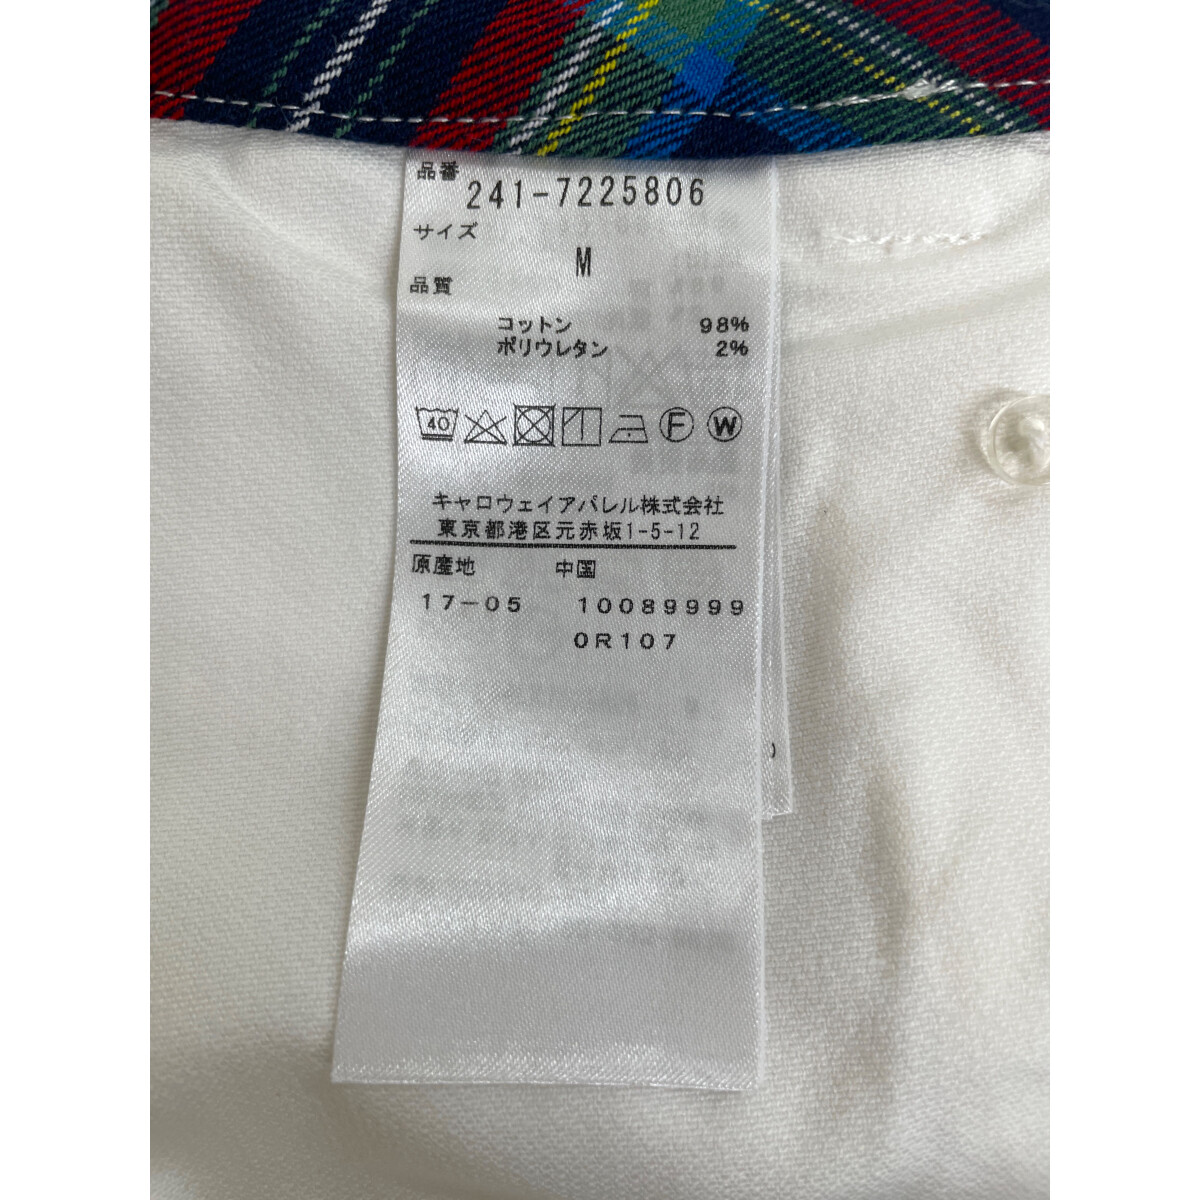 品番
241-7225806
サイズ
M
品質
コットン 98%
ポリウレタン 2%
40 F W
キャロウェイアパレル株式会社
東京都港区元赤坂1-5-12
原産地 中国
17-05 10089999
0R107